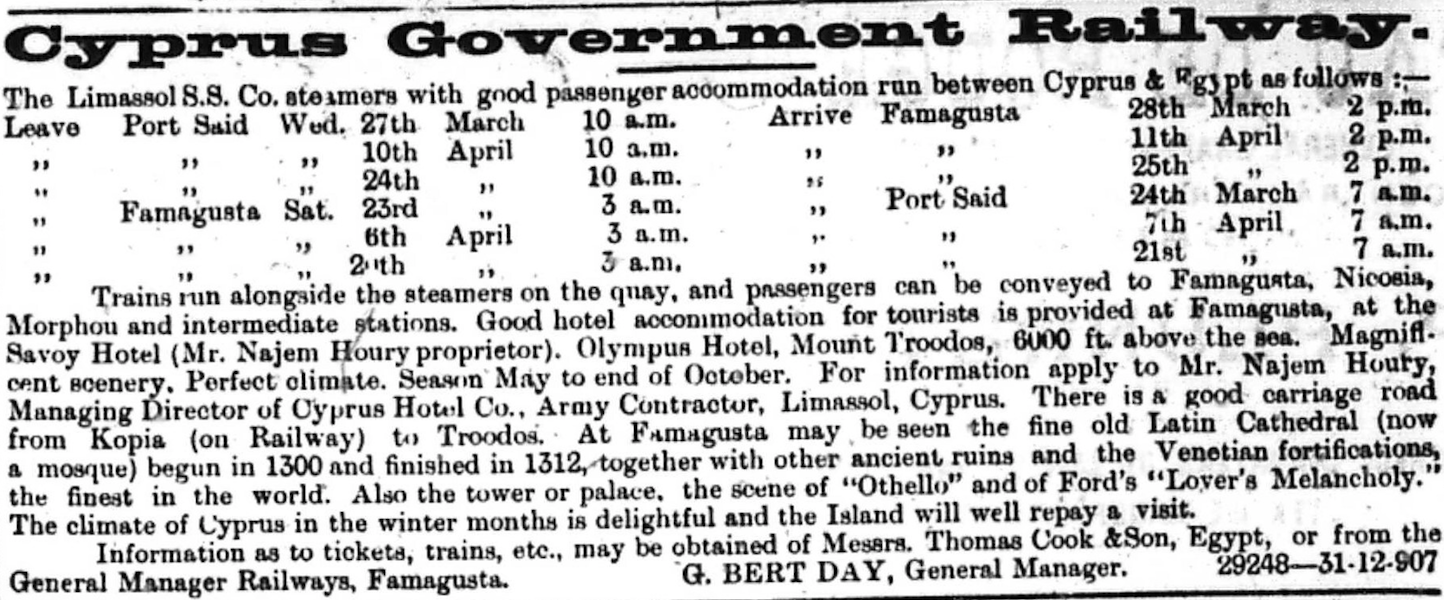 Cyprus Government Railway.
The Limassol S.S. Co. steamers with good passenger accommodation run between Cyprus & Egypt as follows :—
Leave Port Said Wed. 27th March 10 a.m. Arrive Famagusta 28th March 2 p.m.
„ „ „ 10th April 10 a.m. „ „ 11th April 2 p.m.
„ „ „ 24th „ 10 a.m. „ „ 25th „ 2 p.m.
„ Famagusta Sat. 23rd „ 3 a.m. „ Port Said 24th March 7 a.m.
„ „ „ 6th April 3 a.m. „ „ 7th April 7 a.m.
„ „ „ 20th „ 3 a.m. „ „ 21st „ 7 a.m.
Trains run alongside the steamers on the quay, and passengers can be conveyed to Famagusta, Nicosia,
Morphou and intermediate stations. Good hotel accommodation for tourists is provided at Famagusta, at the
Savoy Hotel (Mr. Najem Houry proprietor). Olympus Hotel, Mount Troodos, 6000 ft. above the sea. Magnifi-
cent scenery. Perfect climate. Season May to end of October. For information apply to Mr. Najem Houry,
Managing Director of Cyprus Hotel Co., Army Contractor, Limassol, Cyprus. There is a good carriage road
from Kopia (on Railway) to Troodos. At Famagusta may be seen the fine old Latin Cathedral (now
a mosque) begun in 1300 and finished in 1312, together with other ancient ruins and the Venetian fortifications,
the finest in the world. Also the tower or palace, the scene of "Othello" and of Ford's "Lover's Melancholy."
The climate of Cyprus in the winter months is delightful and the Island will well repay a visit.
Information as to tickets, trains, etc., may be obtained of Messrs. Thomas Cook &Son, Egypt, or from the
General Manager Railways, Famagusta. G. BERT DAY, General Manager. 29248—31-12-907